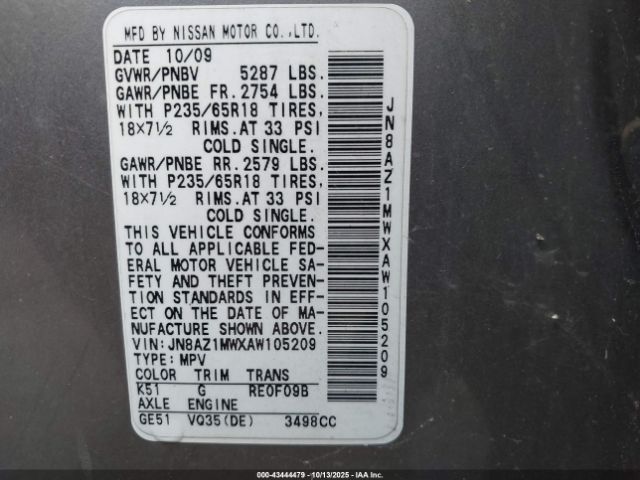 MFD BY NISSAN MOTOR CO.,LTD.
DATE 10/09
GVWR/PNBV 5287 LBS.
GAWR/PNBE FR. 2754 LBS.
WITH P235/65R18 TIRES,
18X7½ RIMS. AT 33 PSI
COLD SINGLE.
GAWR/PNBE RR. 2579 LBS.
WITH P235/65R18 TIRES,
18X7½ RIMS. AT 33 PSI
COLD SINGLE.
THIS VEHICLE CONFORMS
TO ALL APPLICABLE FED-
ERAL MOTOR VEHICLE SA-
FETY AND THEFT PREVEN-
TION STANDARDS IN EFF-
ECT ON THE DATE OF MA-
NUFACTURE SHOWN ABOVE.
VIN: JN8AZ1MWXAW105209
TYPE: MPV
COLOR TRIM TRANS
K51 G RE0F09B
AXLE ENGINE
GE51 VQ35(DE) 3498CC
JN8AZ1MWXAW105209
000-43444479 | 10/13/2025 - IAA.com